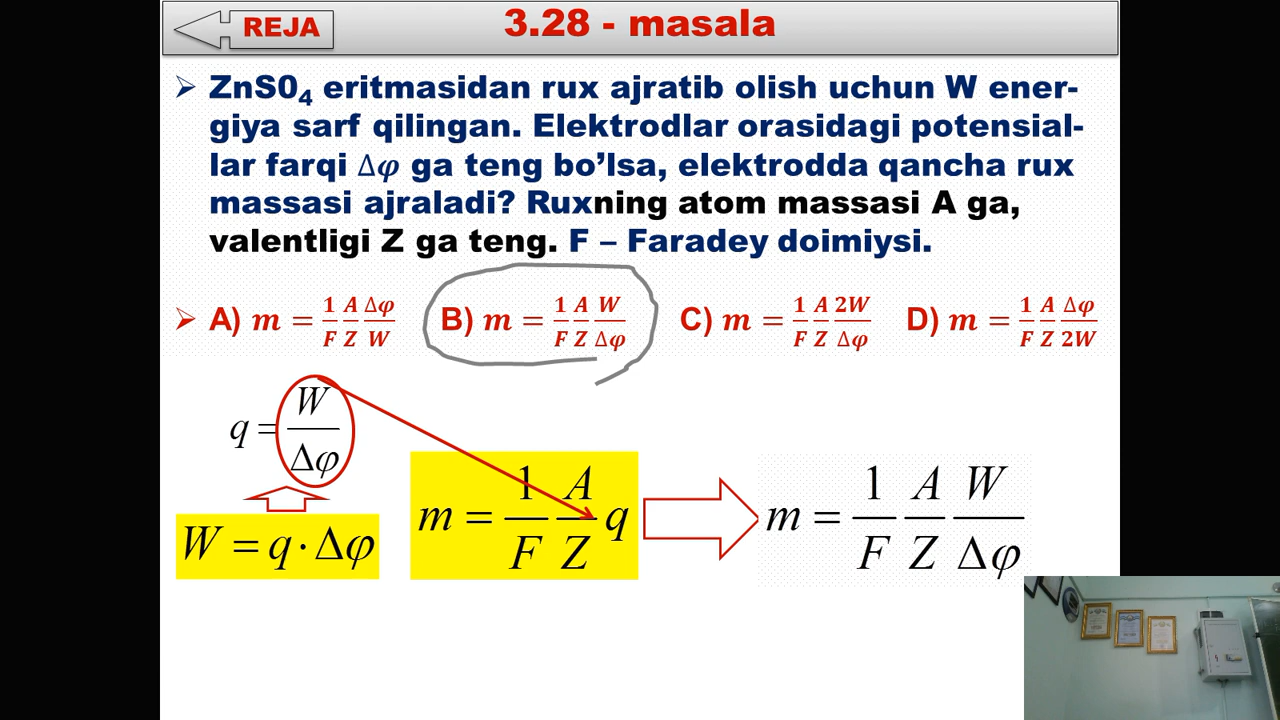 REJA
3.28 - masala
➢ ZnS0₄ eritmasidan rux ajratib olish uchun W ener-
giya sarf qilingan. Elektrodlar orasidagi potensial-
lar farqi Δφ ga teng bo’lsa, elektrodda qancha rux
massasi ajraladi? Ruxning atom massasi A ga,
valentligi Z ga teng. F – Faradey doimiysi.
➢ A) m = 1/F A/Z Δφ/W B) m = 1/F A/Z W/Δφ C) m = 1/F A/Z 2W/Δφ D) m = 1/F A/Z Δφ/2W
q = W/Δφ
W = q · Δφ
m = 1/F A/Z q
m = 1/F A/Z W/Δφ